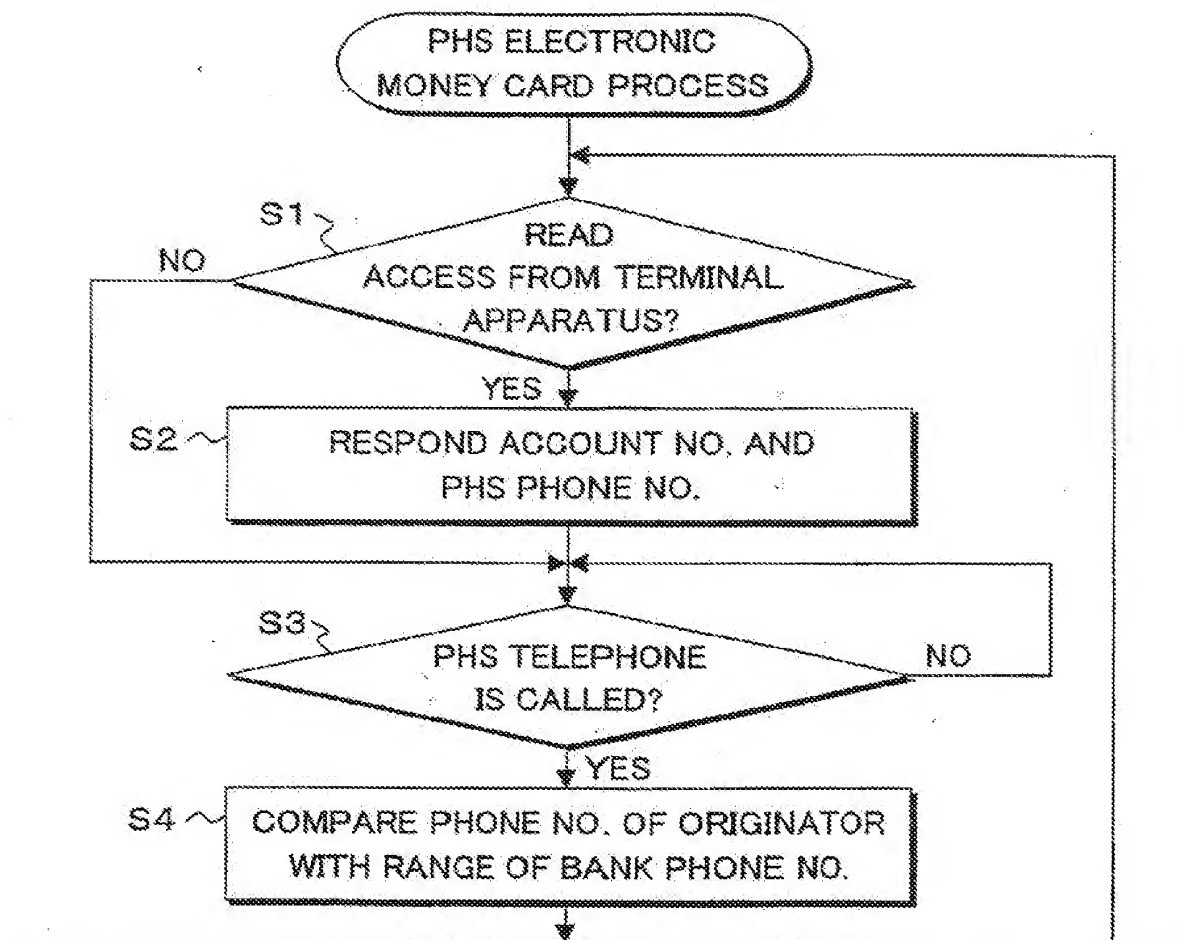 PHS ELECTRONIC
MONEY CARD PROCESS
S1
READ
ACCESS FROM TERMINAL
APPARATUS?
NO
YES
S2
RESPOND ACCOUNT NO. AND
PHS PHONE NO.
S3
PHS TELEPHONE
IS CALLED?
NO
YES
S4
COMPARE PHONE NO. OF ORIGINATOR
WITH RANGE OF BANK PHONE NO.